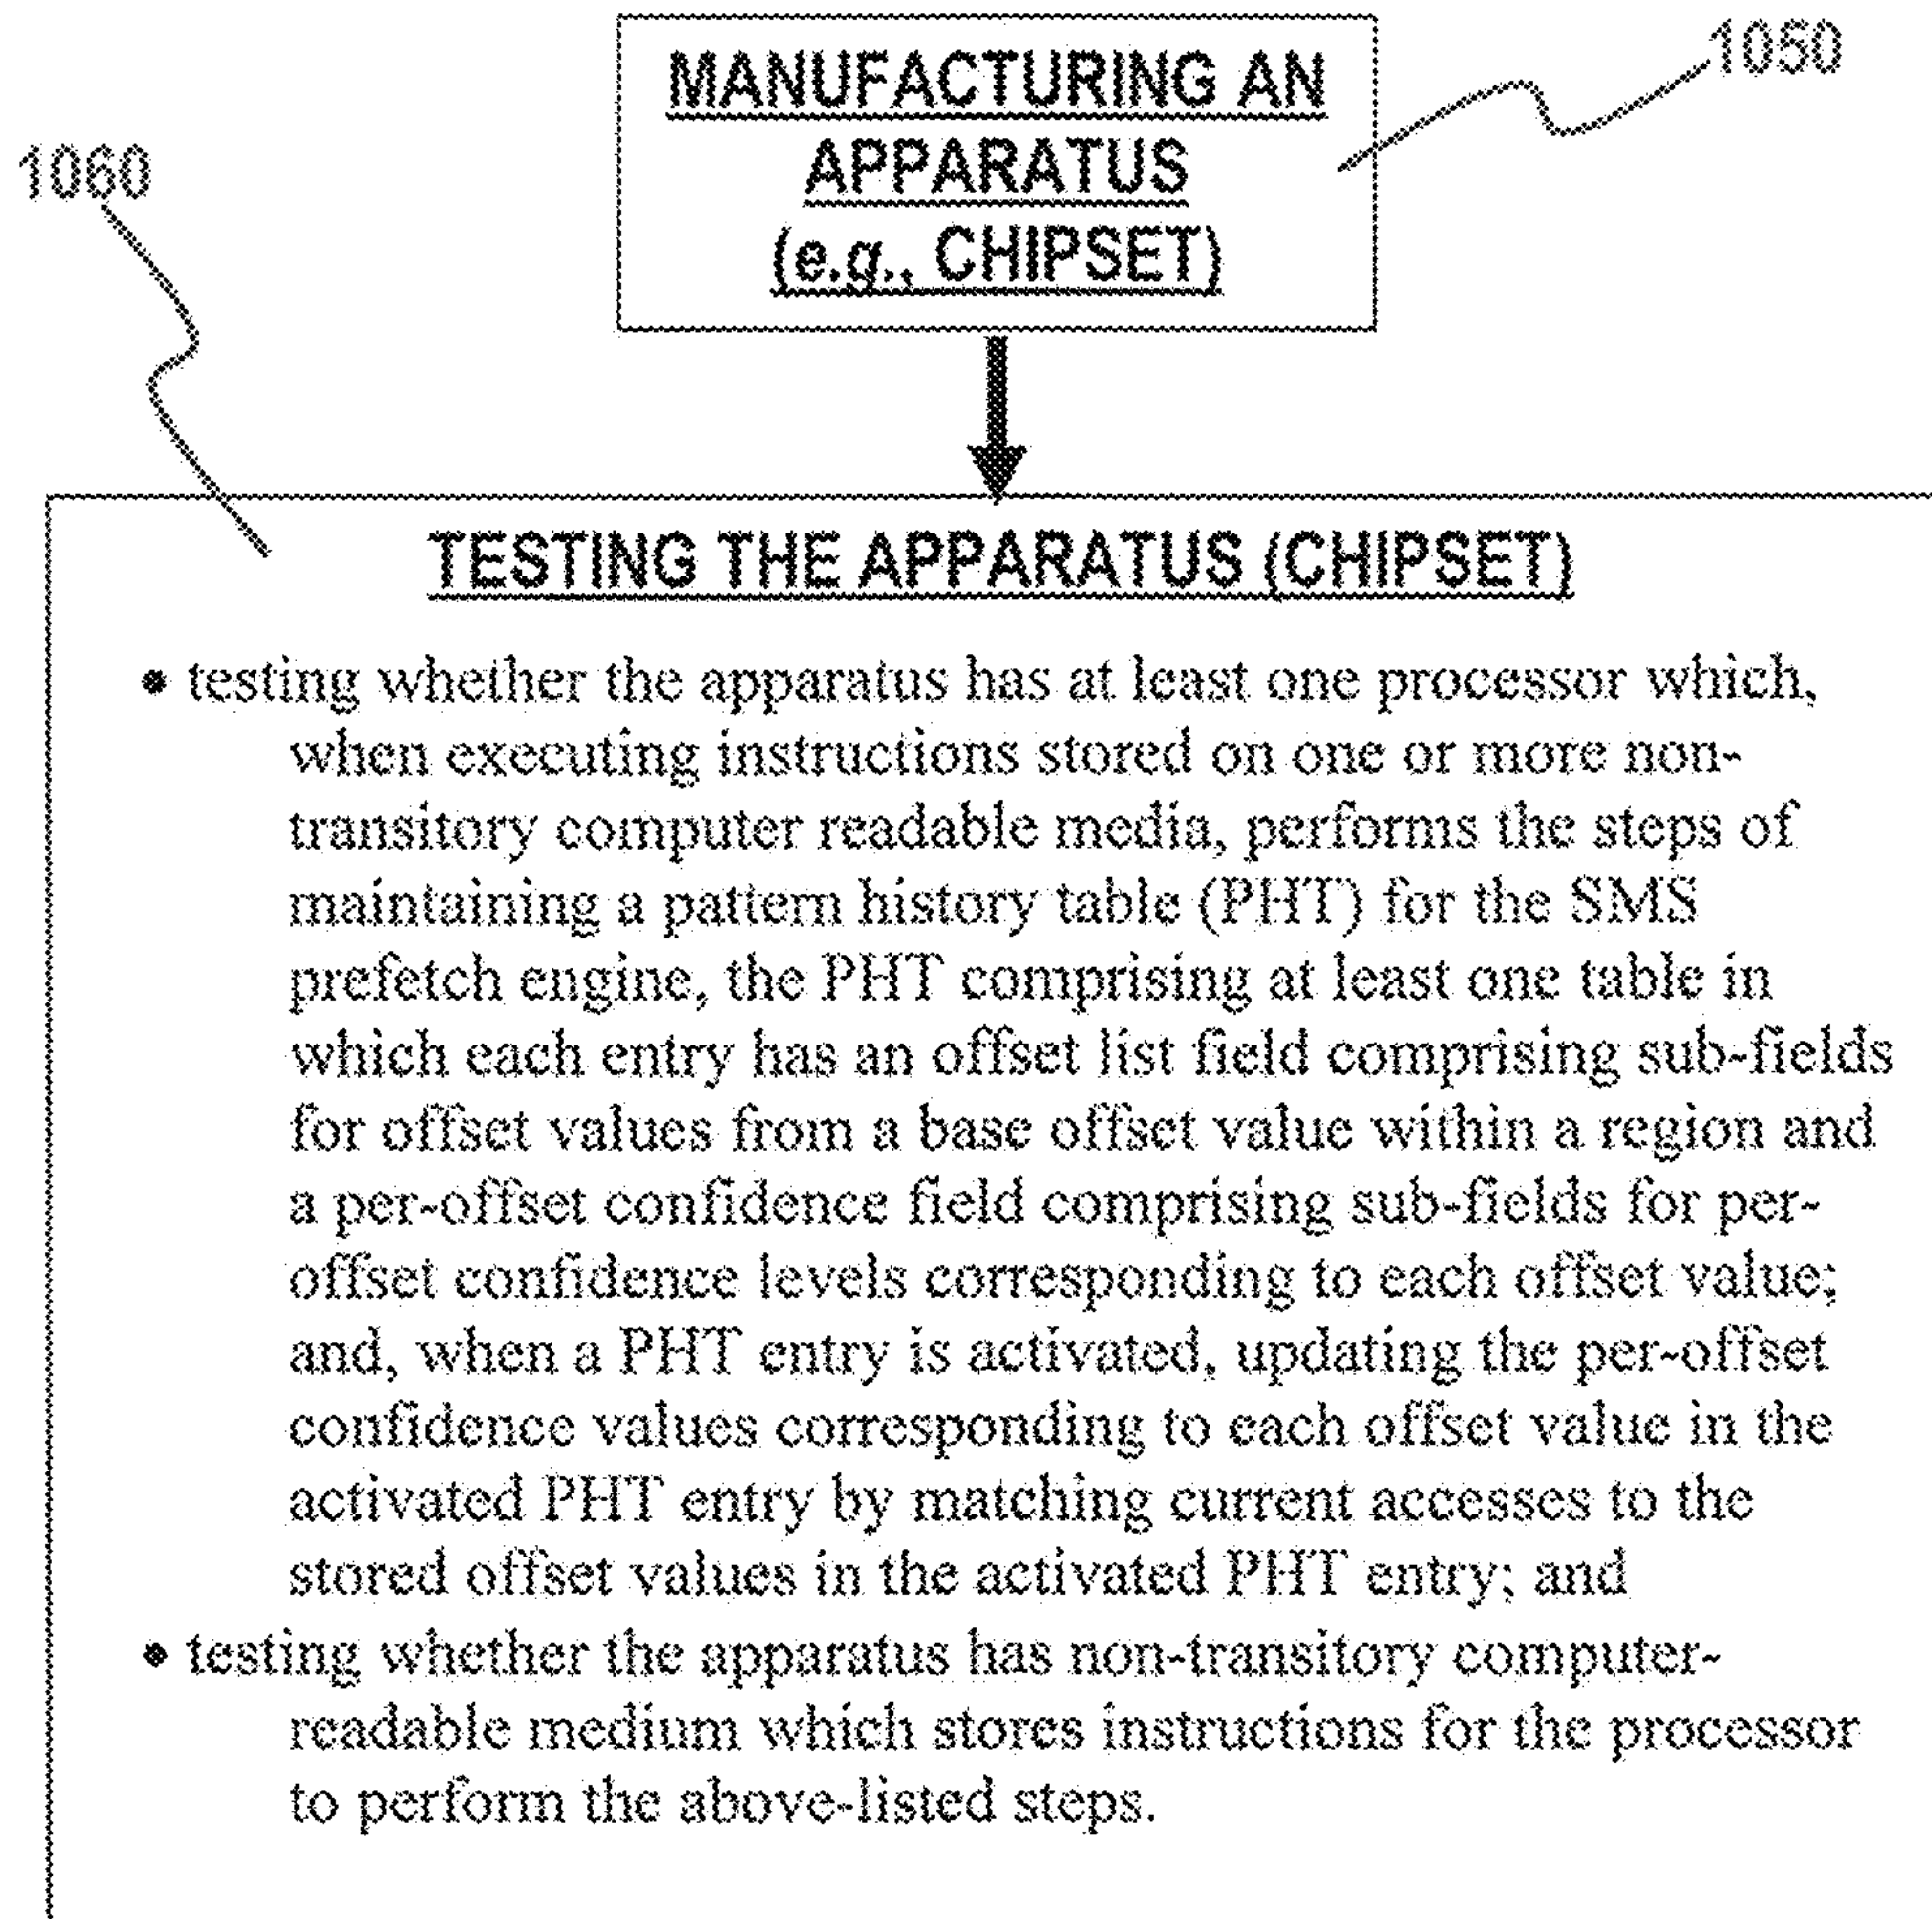 MANUFACTURING AN
1050
APPARATUS
1060
(e.g., CHIPSET)
TESTING THE APPARATUS (CHIPSET)
• testing whether the apparatus has at least one processor which,
when executing instructions stored on one or more non-
transitory computer readable media, performs the steps of
maintaining a pattern history table (PHT) for the SMS
prefetch engine, the PHT comprising at least one table in
which each entry has an offset list field comprising sub-fields
for offset values from a base offset value within a region and
a per-offset confidence field comprising sub-fields for per-
offset confidence levels corresponding to each offset value;
and, when a PHT entry is activated, updating the per-offset
confidence values corresponding to each offset value in the
activated PHT entry by matching current accesses to the
stored offset values in the activated PHT entry; and
• testing whether the apparatus has non-transitory computer-
readable medium which stores instructions for the processor
to perform the above-listed steps.